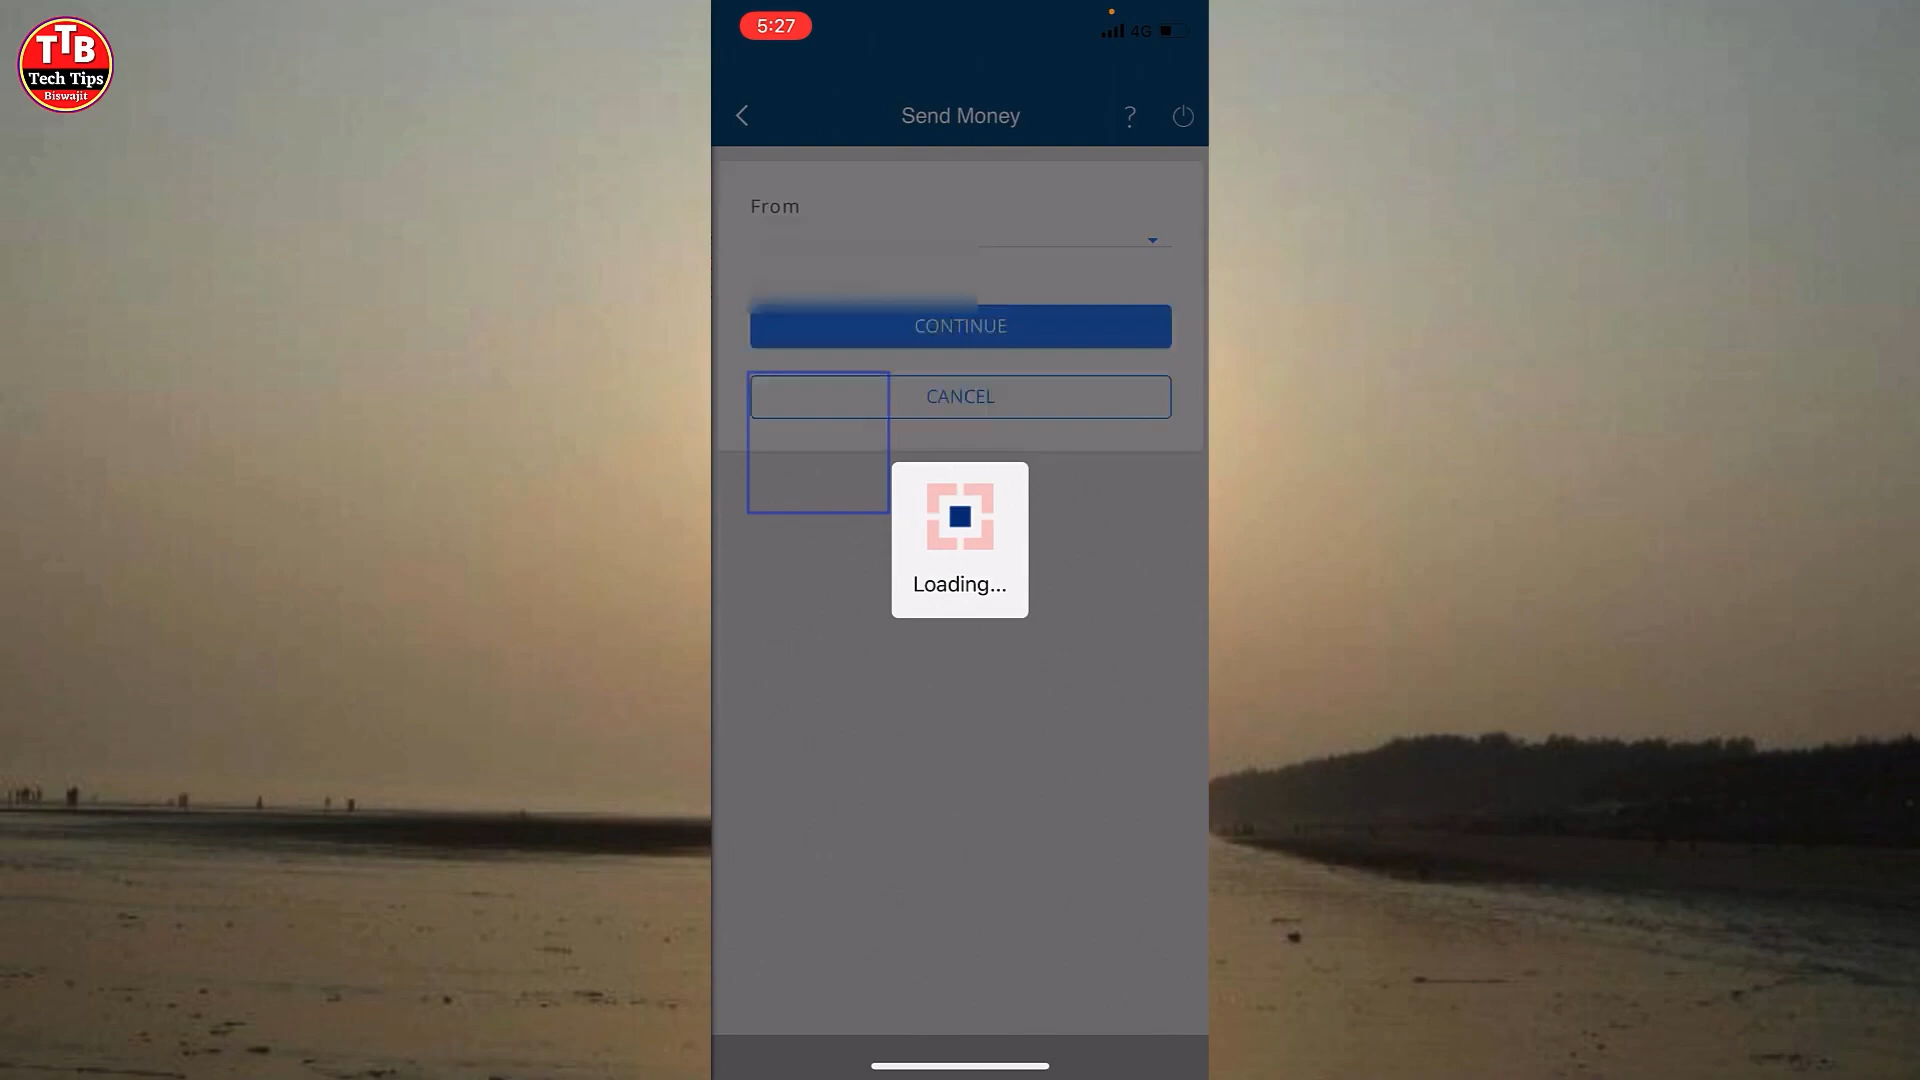 TTB
Tech Tips
Biswajit
5:27
4G
Send Money
?
From
CONTINUE
CANCEL
Loading...